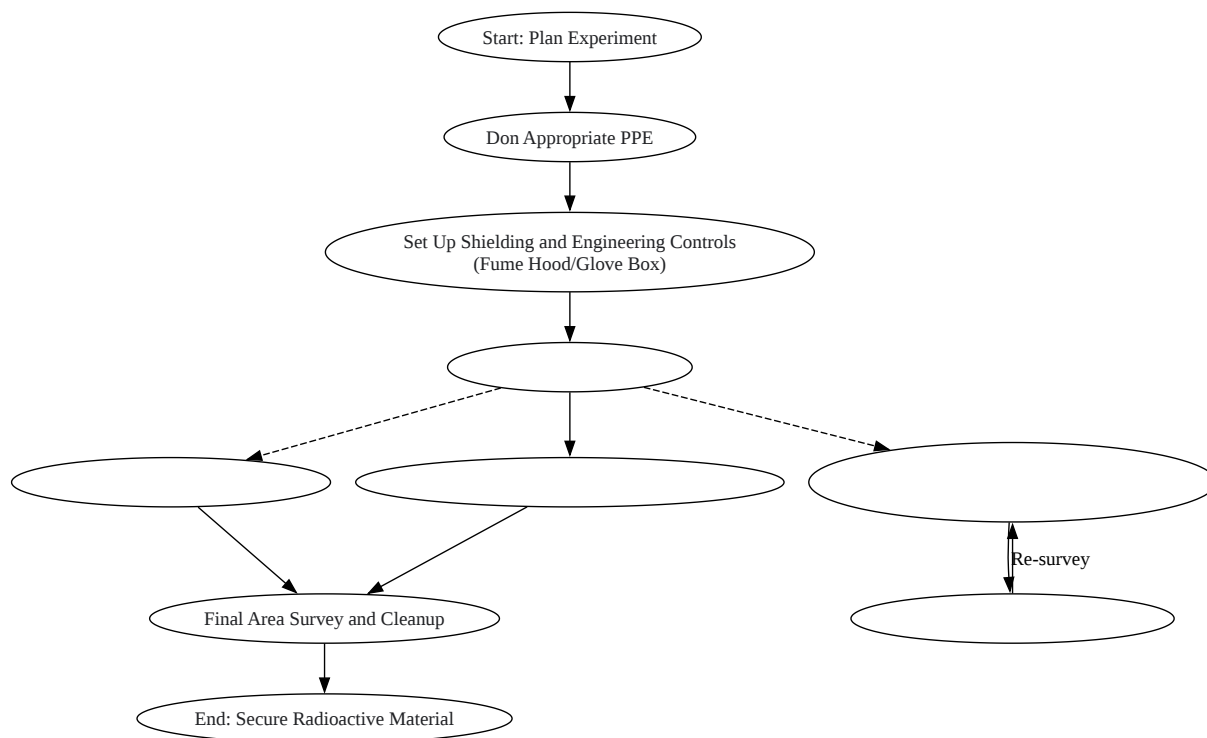 Start: Plan Experiment
Don Appropriate PPE
Set Up Shielding and Engineering Controls
(Fume Hood/Glove Box)
Re-survey
Final Area Survey and Cleanup
End: Secure Radioactive Material